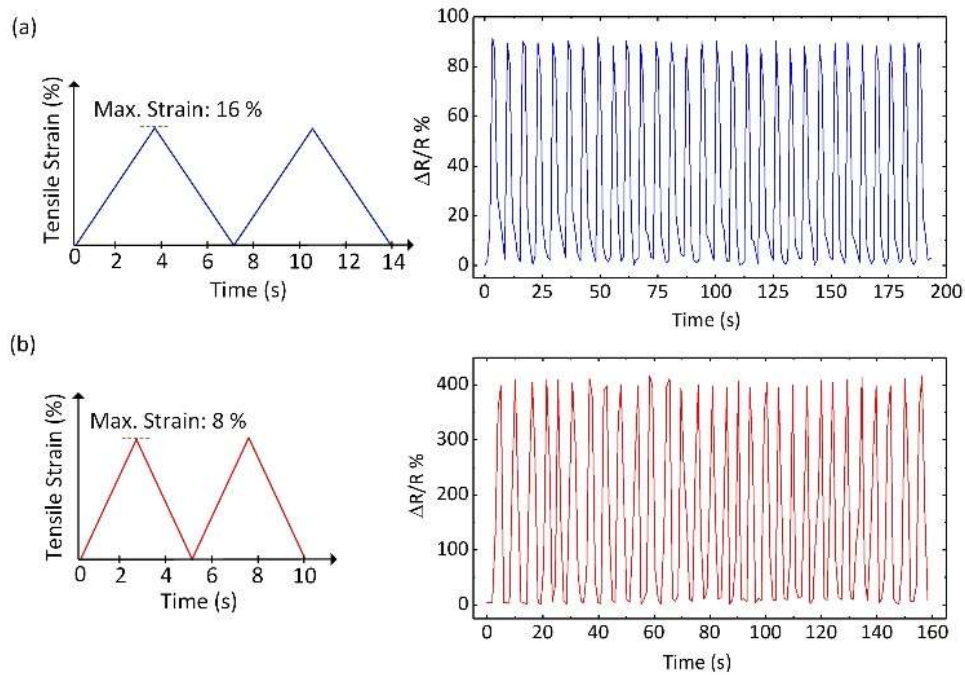 (a)
Tensile Strain (%)
Max. Strain: 16 %
0 2 4 6 8 10 12 14
Time (s)
100
80
60
40
20
0
ΔR/R %
0 25 50 75 100 125 150 175 200
Time (s)
(b)
Tensile Strain (%)
Max. Strain: 8 %
0 2 4 6 8 10
Time (s)
400
300
200
100
0
ΔR/R %
0 20 40 60 80 100 120 140 160
Time (s)